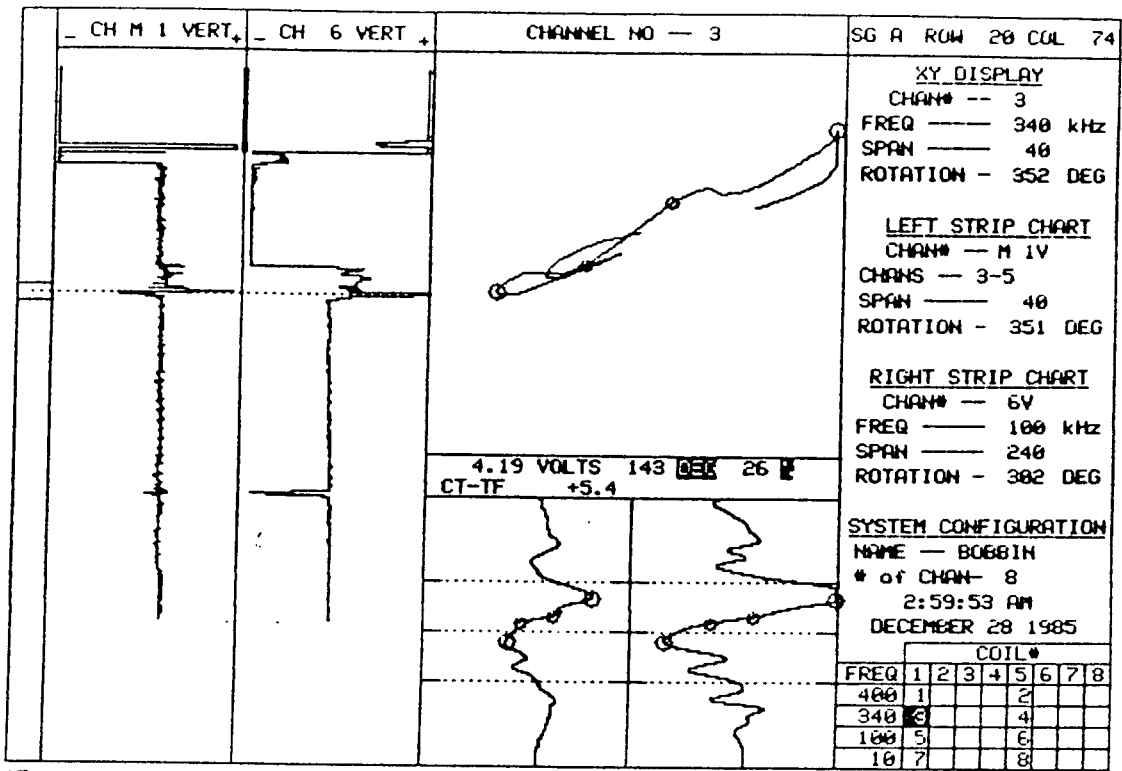 _ CH M 1 VERT +
_ CH 6 VERT +
CHANNEL NO -- 3
SG A ROW 20 COL 74
XY DISPLAY
CHAN# -- 3
FREQ ---- 340 kHz
SPAN ---- 40
ROTATION - 352 DEG
LEFT STRIP CHART
CHAN# -- M 1V
CHANS -- 3-5
SPAN ---- 40
ROTATION - 351 DEG
RIGHT STRIP CHART
CHAN# -- 6V
FREQ ---- 100 kHz
SPAN ---- 240
ROTATION - 302 DEG
4.19 VOLTS 143 DEG 26
CT-TF +5.4
SYSTEM CONFIGURATION
NAME -- BOBBIN
# of CHAN- 8
2:59:53 AM
DECEMBER 28 1985
COIL#
FREQ 1 2 3 4 5 6 7 8
400 1 2
340 3 4
100 5 6
10 7 8